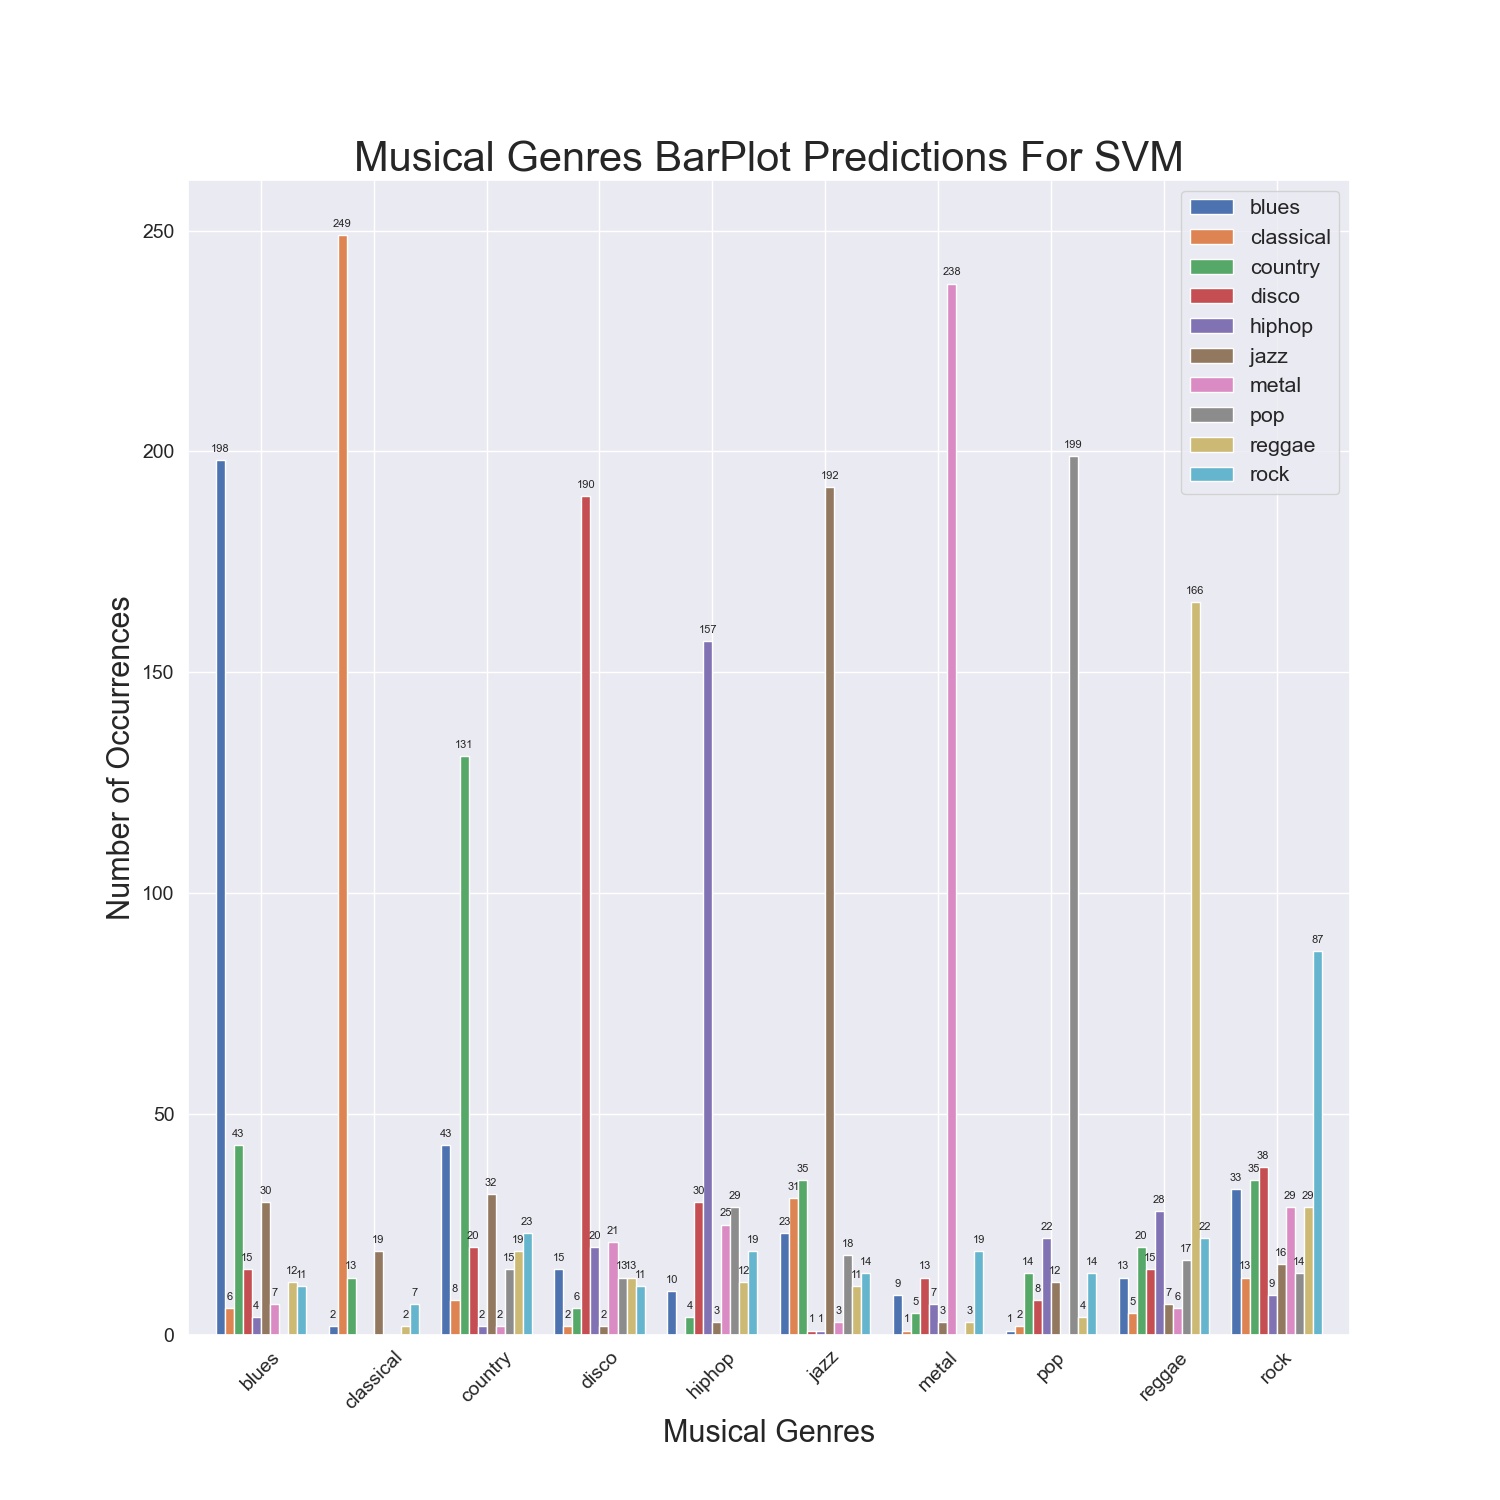 Musical Genres BarPlot Predictions For SVM
blues
classical
country
disco
hiphop
jazz
metal
pop
reggae
rock
Number of Occurrences
250
200
150
100
50
0
198 6 43 15 4 30 7 12 11
2 249 13 19 2 7
43 8 131 20 2 32 2 15 19 23
15 2 6 190 20 2 21 13 13 11
10 4 30 157 3 25 29 12 19
23 31 35 1 1 192 3 18 11 14
9 1 5 13 7 3 238 3 19
1 2 14 8 22 12 199 4 14
13 5 20 15 28 7 6 17 166 22
33 13 35 38 9 16 29 14 29 87
blues classical country disco hiphop jazz metal pop reggae rock
Musical Genres